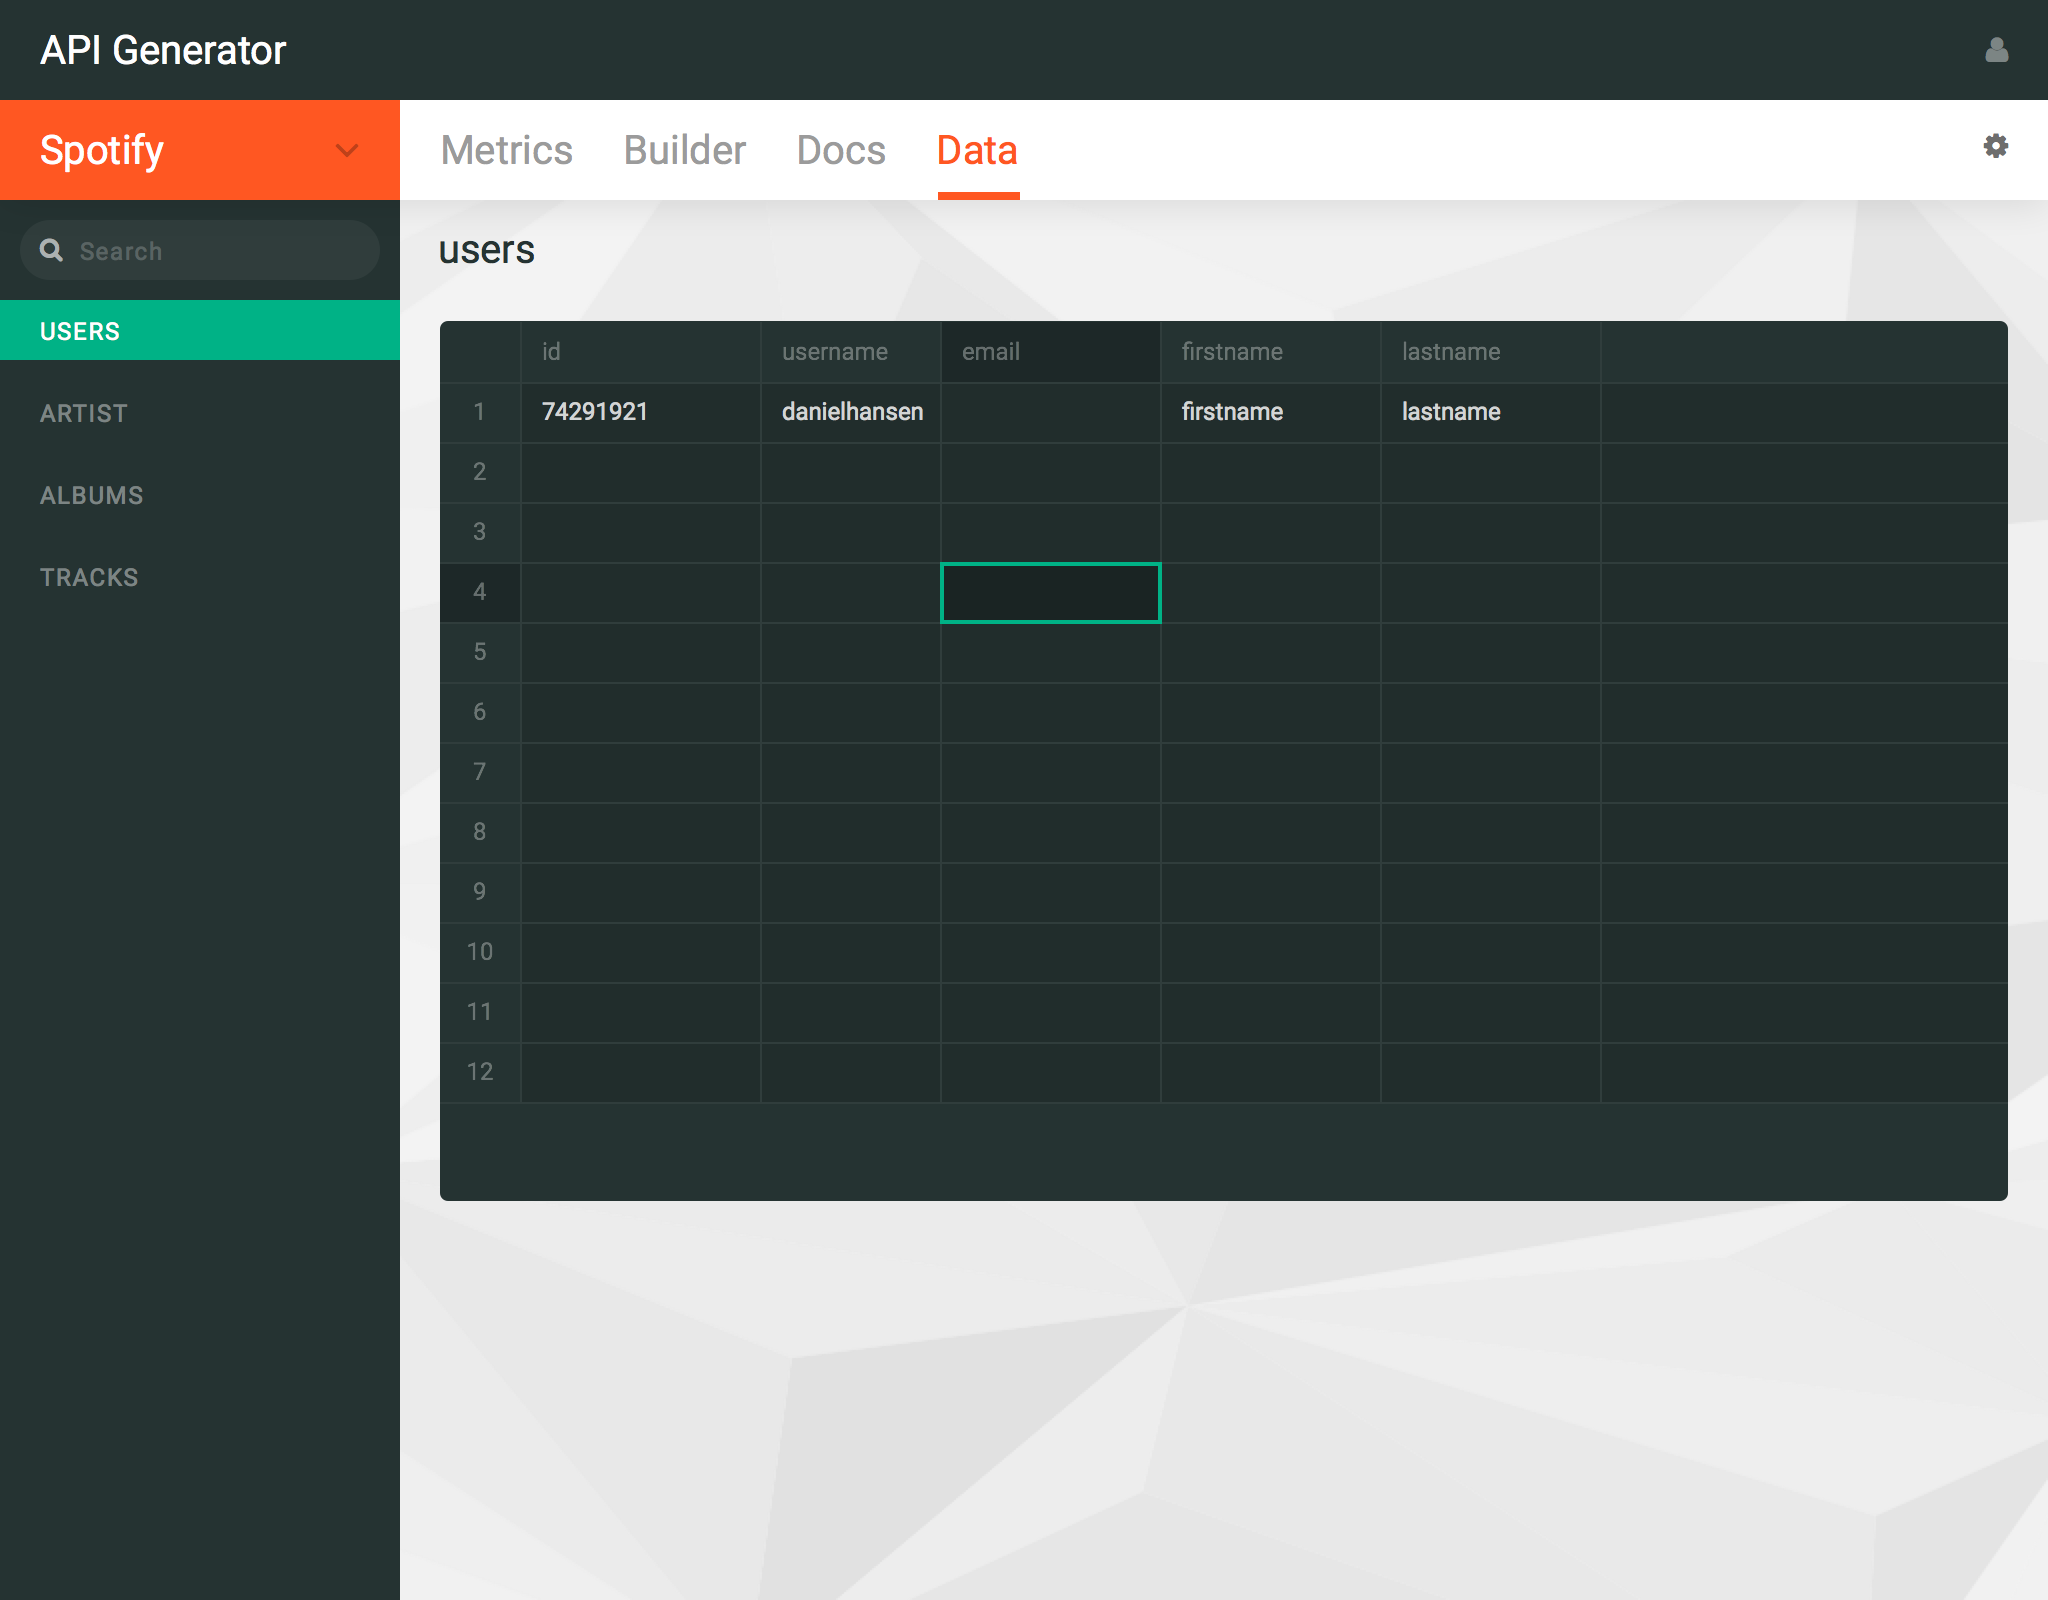 API Generator
Spotify
Metrics Builder Docs Data
Search
USERS
ARTIST
ALBUMS
TRACKS
users
id username email firstname lastname
1 74291921 danielhansen firstname lastname
2
3
4
5
6
7
8
9
10
11
12